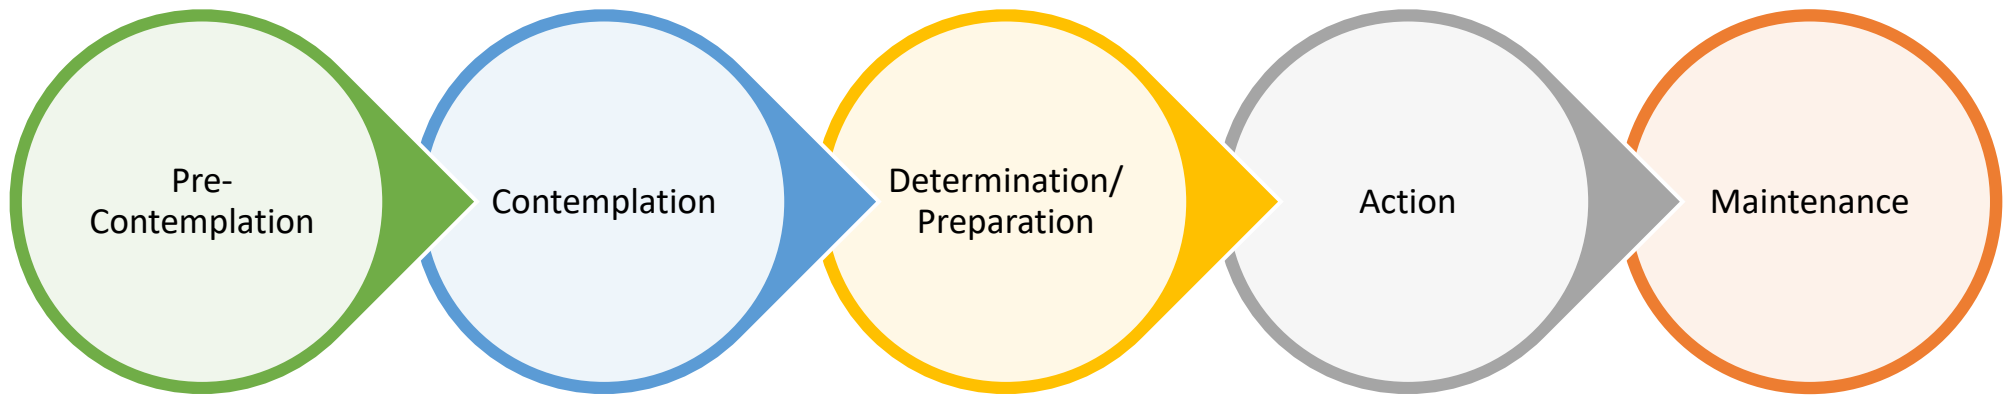 Pre-
Contemplation
Contemplation
Determination/
Preparation
Action
Maintenance